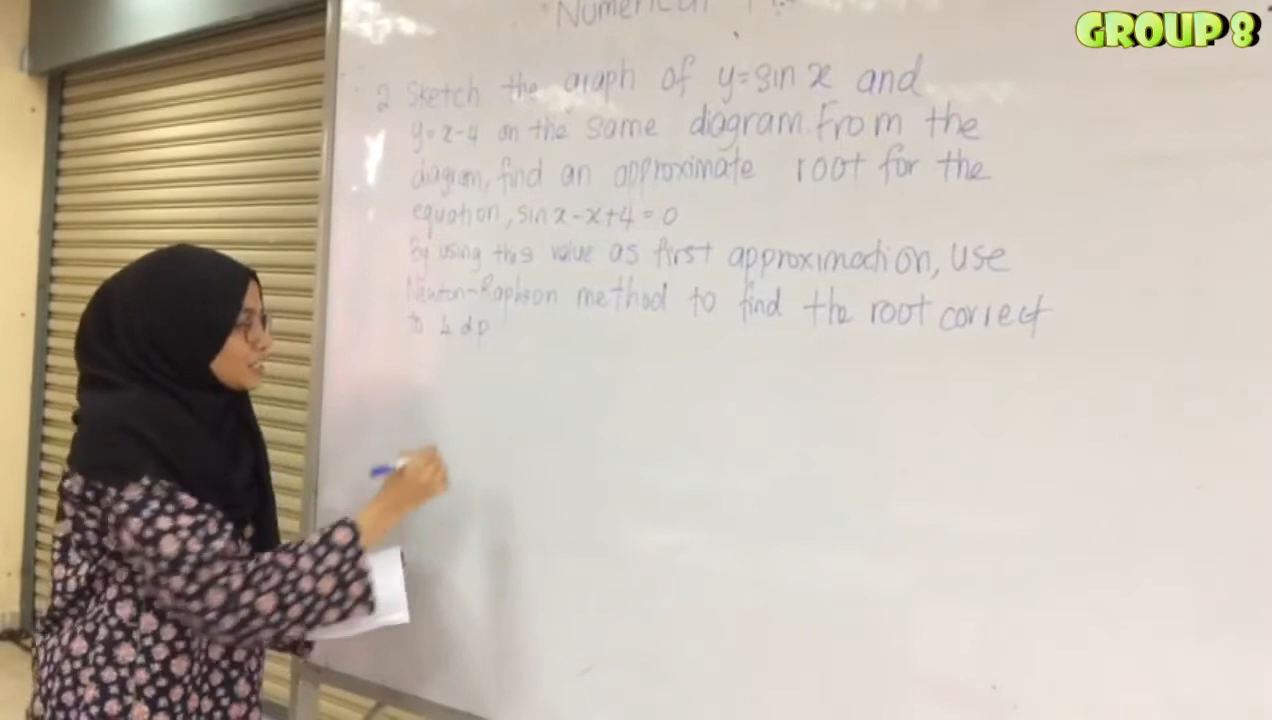 GROUP 8
Numerical
2 Sketch the graph of y=sin x and
y=x-4 on the same diagram. From the
diagram, find an approximate root for the
equation, sin x-x+4=0
By using this value as first approximation, use
Newton-Raphson method to find the root correct
to 4 dp